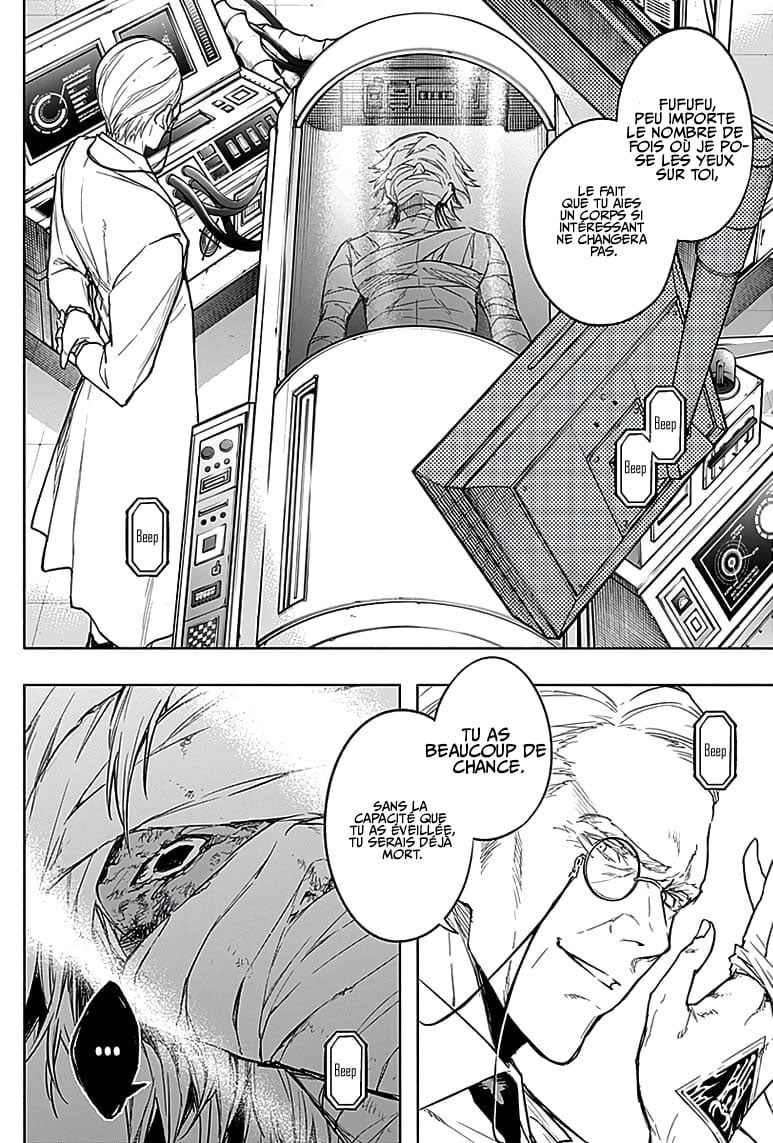 FUFUFU,
PEU IMPORTE
LE NOMBRE DE
FOIS OÙ JE PO-
SE LES YEUX
SUR TOI,
LE FAIT
QUE TU AIES
UN CORPS SI
INTÉRESSANT
NE CHANGERA
PAS.
Beep
Beep
Beep
TU AS
BEAUCOUP DE
CHANCE.
SANS LA
CAPACITÉ QUE
TU AS ÉVEILLÉE,
TU SERAIS DÉJÀ
MORT.
Beep
...
Beep